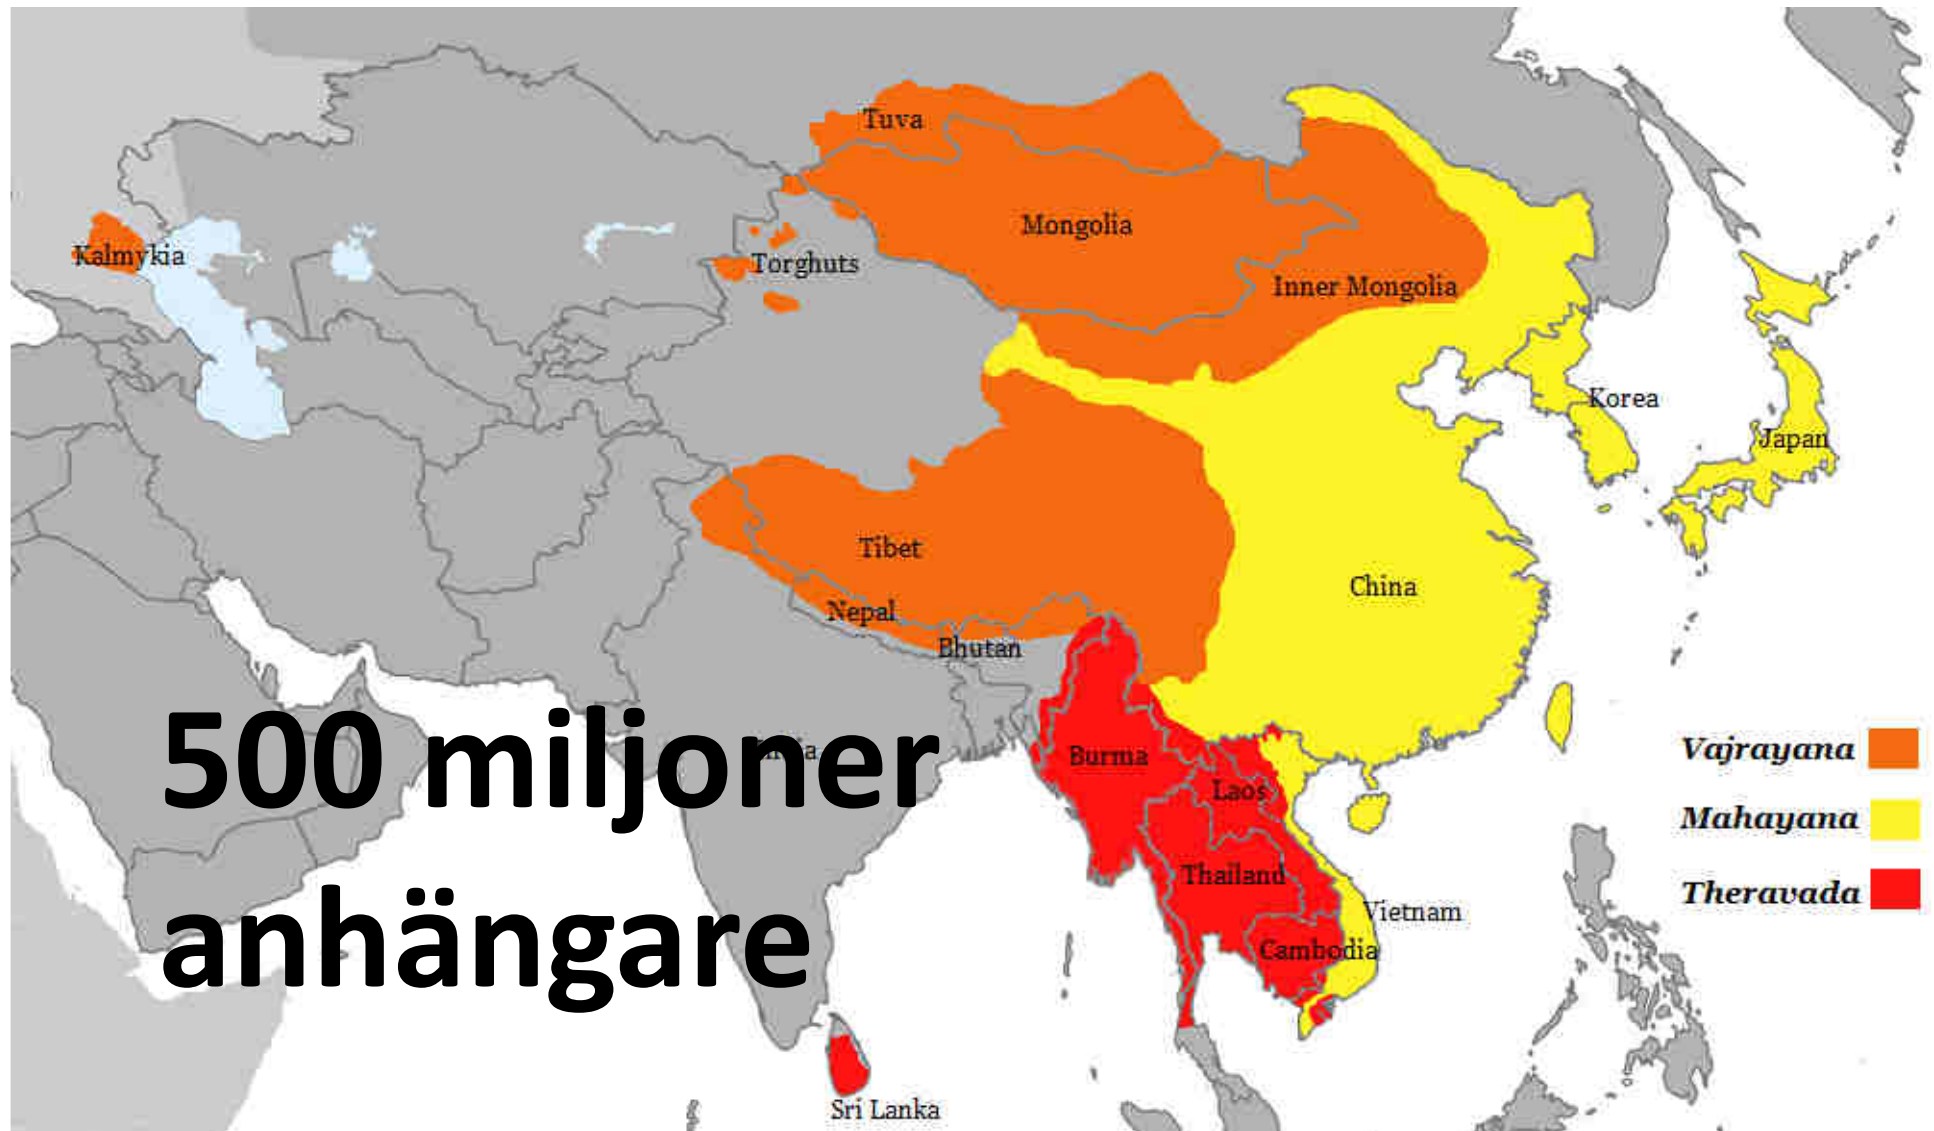 Tuva
Mongolia
Kalmykia
Torghuts
Inner Mongolia
Korea
Japan
Tibet
China
Nepal
Bhutan
500 miljoner
anhängare
Burma
Laos
Thailand
Vietnam
Cambodia
Sri Lanka
Vajrayana
Mahayana
Theravada